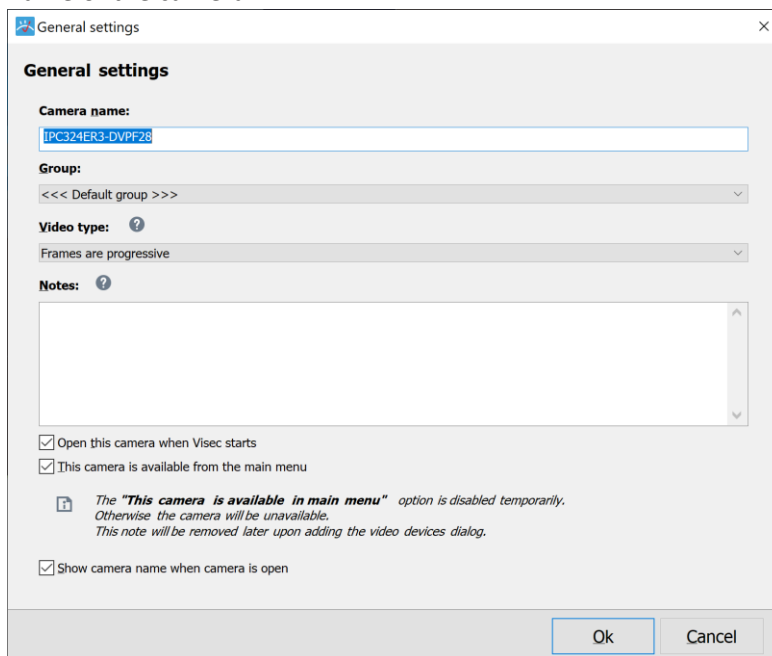 General settings
General settings
Camera name:
IPC324ER3-DVPF28
Group:
<<< Default group >>>
Video type:
Frames are progressive
Notes:
Open this camera when Visec starts
This camera is available from the main menu
The "This camera is available in main menu" option is disabled temporarily.
Otherwise the camera will be unavailable.
This note will be removed later upon adding the video devices dialog.
Show camera name when camera is open
Ok Cancel